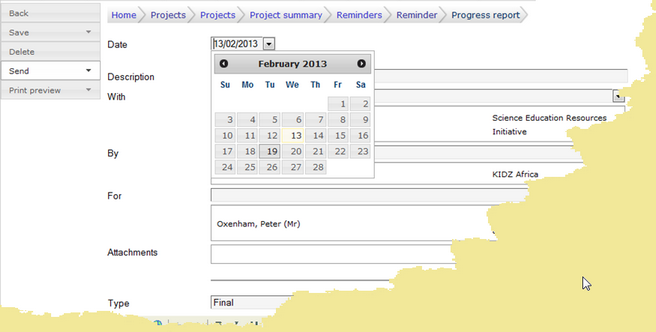 Back
Save
Delete
Send
Print preview
Home Projects Projects Project summary Reminders Reminder Progress report
Date 13/02/2013
February 2013
Su Mo Tu We Th Fr Sa
1 2
3 4 5 6 7 8 9
10 11 12 13 14 15 16
17 18 19 20 21 22 23
24 25 26 27 28
Description
With
Science Education Resources
Initiative
By
KIDZ Africa
For
Oxenham, Peter (Mr)
Attachments
Type Final